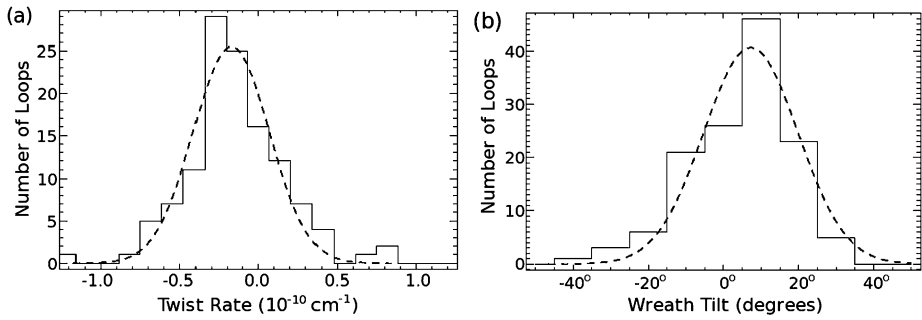 (a)
Number of Loops
25
20
15
10
5
0
-1.0 -0.5 0.0 0.5 1.0
Twist Rate (10⁻¹⁰ cm⁻¹)
(b)
Number of Loops
40
30
20
10
0
-40° -20° 0° 20° 40°
Wreath Tilt (degrees)